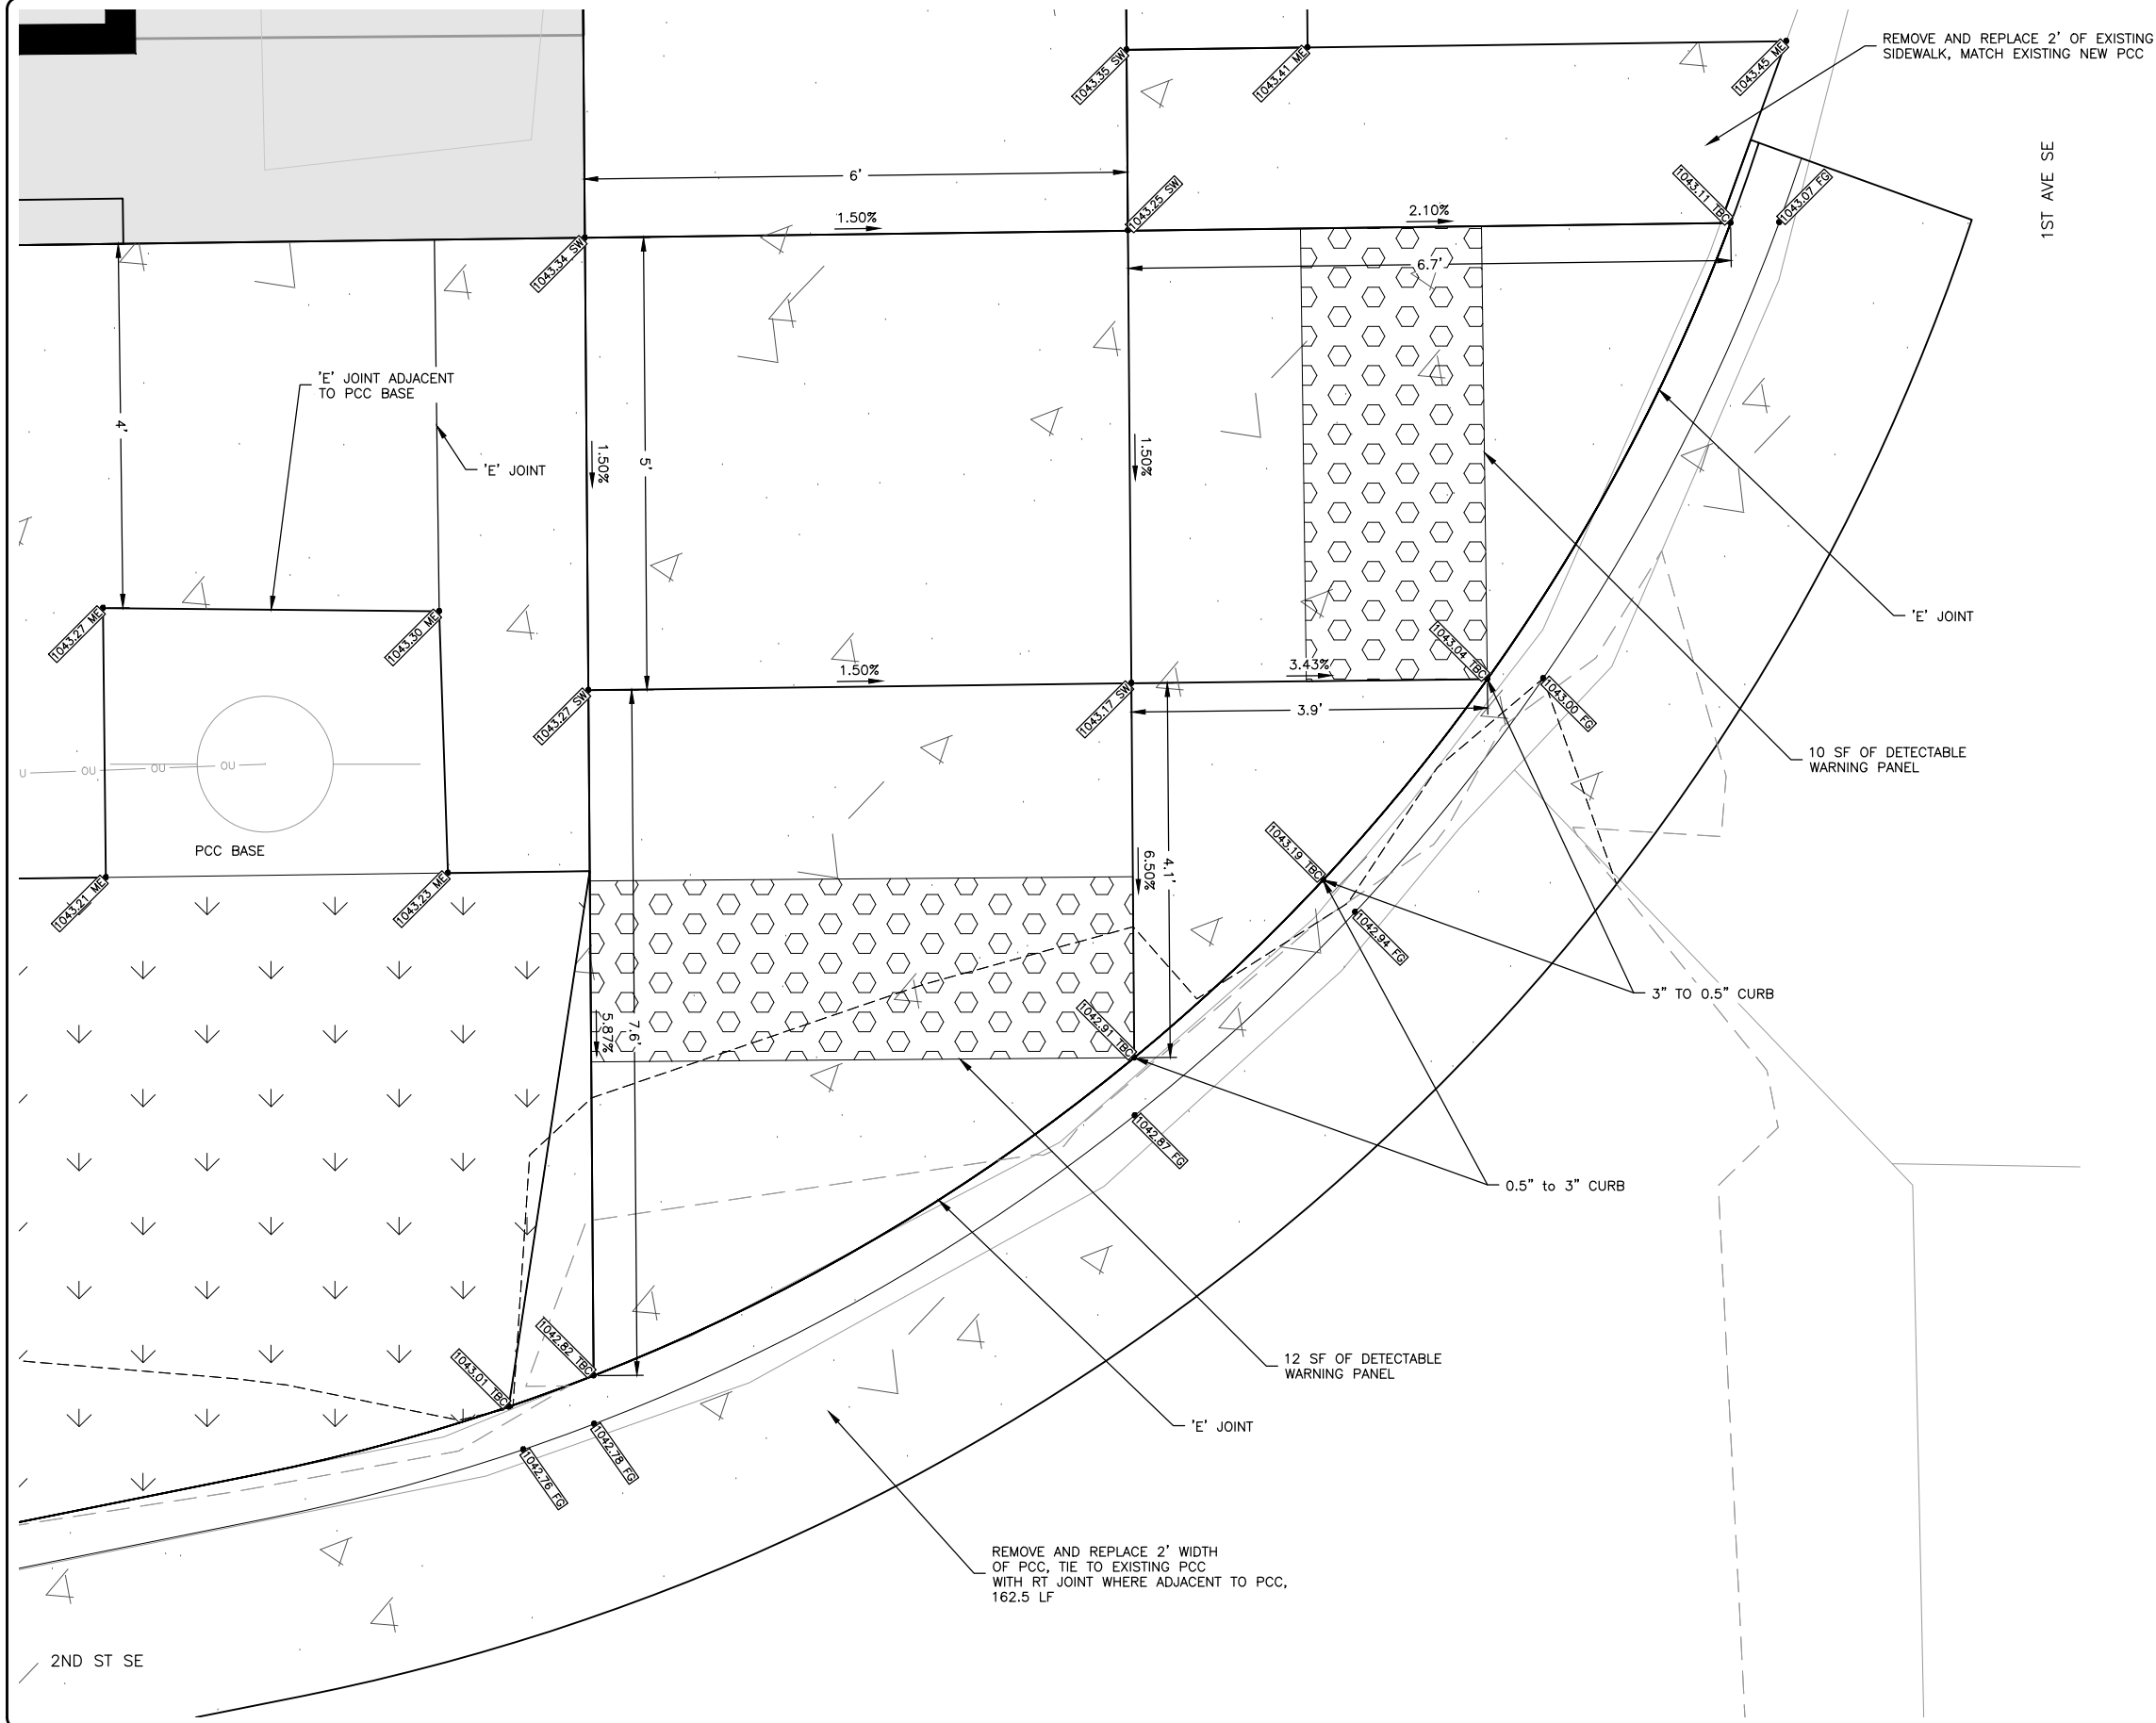 REMOVE AND REPLACE 2' OF EXISTING
SIDEWALK, MATCH EXISTING NEW PCC
1043.35 SW
1043.41 ME
1043.45 ME
1ST AVE SE
6'
1043.25 SW
1043.11 TBC
1043.07 FG
1.50%
2.10%
1043.34 SW
6.7'
'E' JOINT ADJACENT
TO PCC BASE
4'
'E' JOINT
1.50%
5'
1.50%
1043.27 ME
1043.30 ME
'E' JOINT
1043.04 TBC
1.50%
3.43%
1043.27 SW
1043.17 SW
3.9'
1043.00 FG
10 SF OF DETECTABLE
WARNING PANEL
U
OU
OU
OU
PCC BASE
1043.19 TBC
6.50%
4.1'
1043.21 ME
1043.23 ME
1042.94 FG
3" TO 0.5" CURB
5.87%
7.6'
1042.91 TBC
1042.87 FG
0.5" to 3" CURB
1043.01 TBC
1042.82 TBC
12 SF OF DETECTABLE
WARNING PANEL
'E' JOINT
1042.76 FG
1042.78 FG
REMOVE AND REPLACE 2' WIDTH
OF PCC, TIE TO EXISTING PCC
WITH RT JOINT WHERE ADJACENT TO PCC,
162.5 LF
2ND ST SE